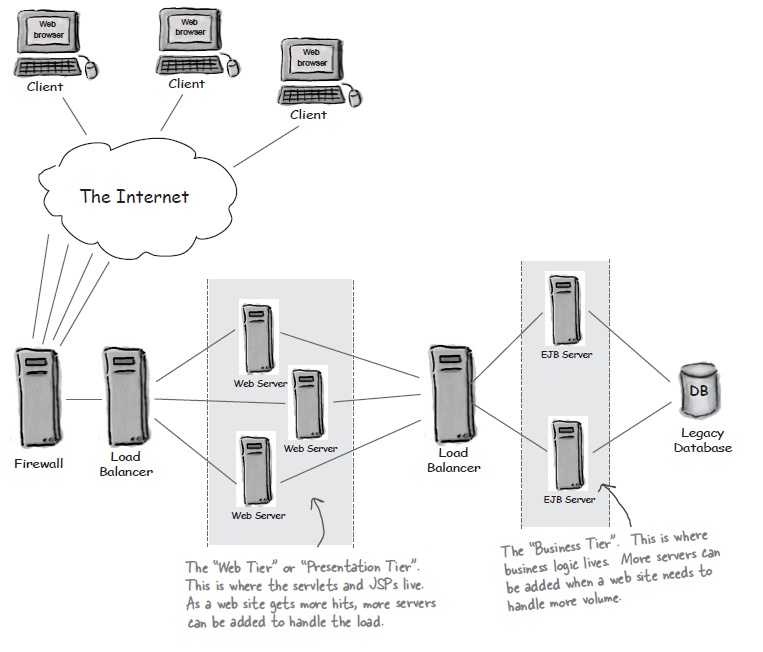 Web
browser
Client
Web
browser
Client
Web
browser
Client
The Internet
Firewall
Load
Balancer
Web Server
Web Server
Web Server
Load
Balancer
EJB Server
EJB Server
DB
Legacy
Database
The "Web Tier" or "Presentation Tier".
This is where the servlets and JSPs live.
As a web site gets more hits, more servers
can be added to handle the load.
The "Business Tier". This is where
business logic lives. More servers can
be added when a web site needs to
handle more volume.